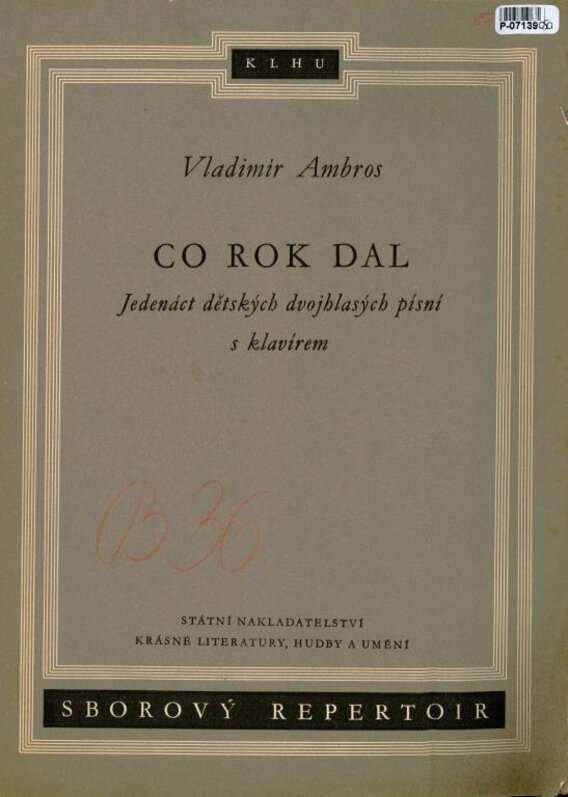 P-07139
K L H U
Vladimír Ambros
CO ROK DAL
Jedenáct dětských dvojhlasých písní
s klavírem
B 36
STÁTNÍ NAKLADATELSTVÍ
KRÁSNÉ LITERATURY, HUDBY A UMĚNÍ
SBOROVÝ REPERTOIR